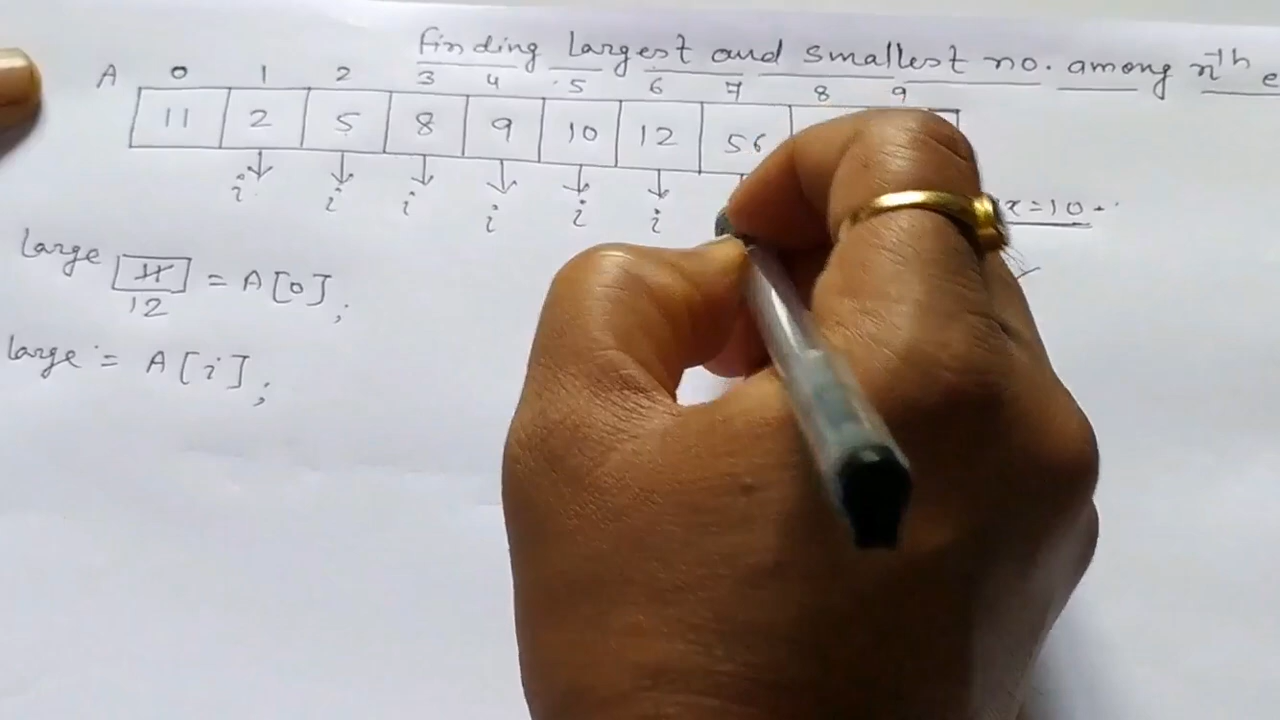 Finding largest and smallest no. among nth e
A 0 1 2 3 4 5 6 7 8 9
11 2 5 8 9 10 12 56
i i i i i i
=10
large 11 = A[0];
12
large = A[i];